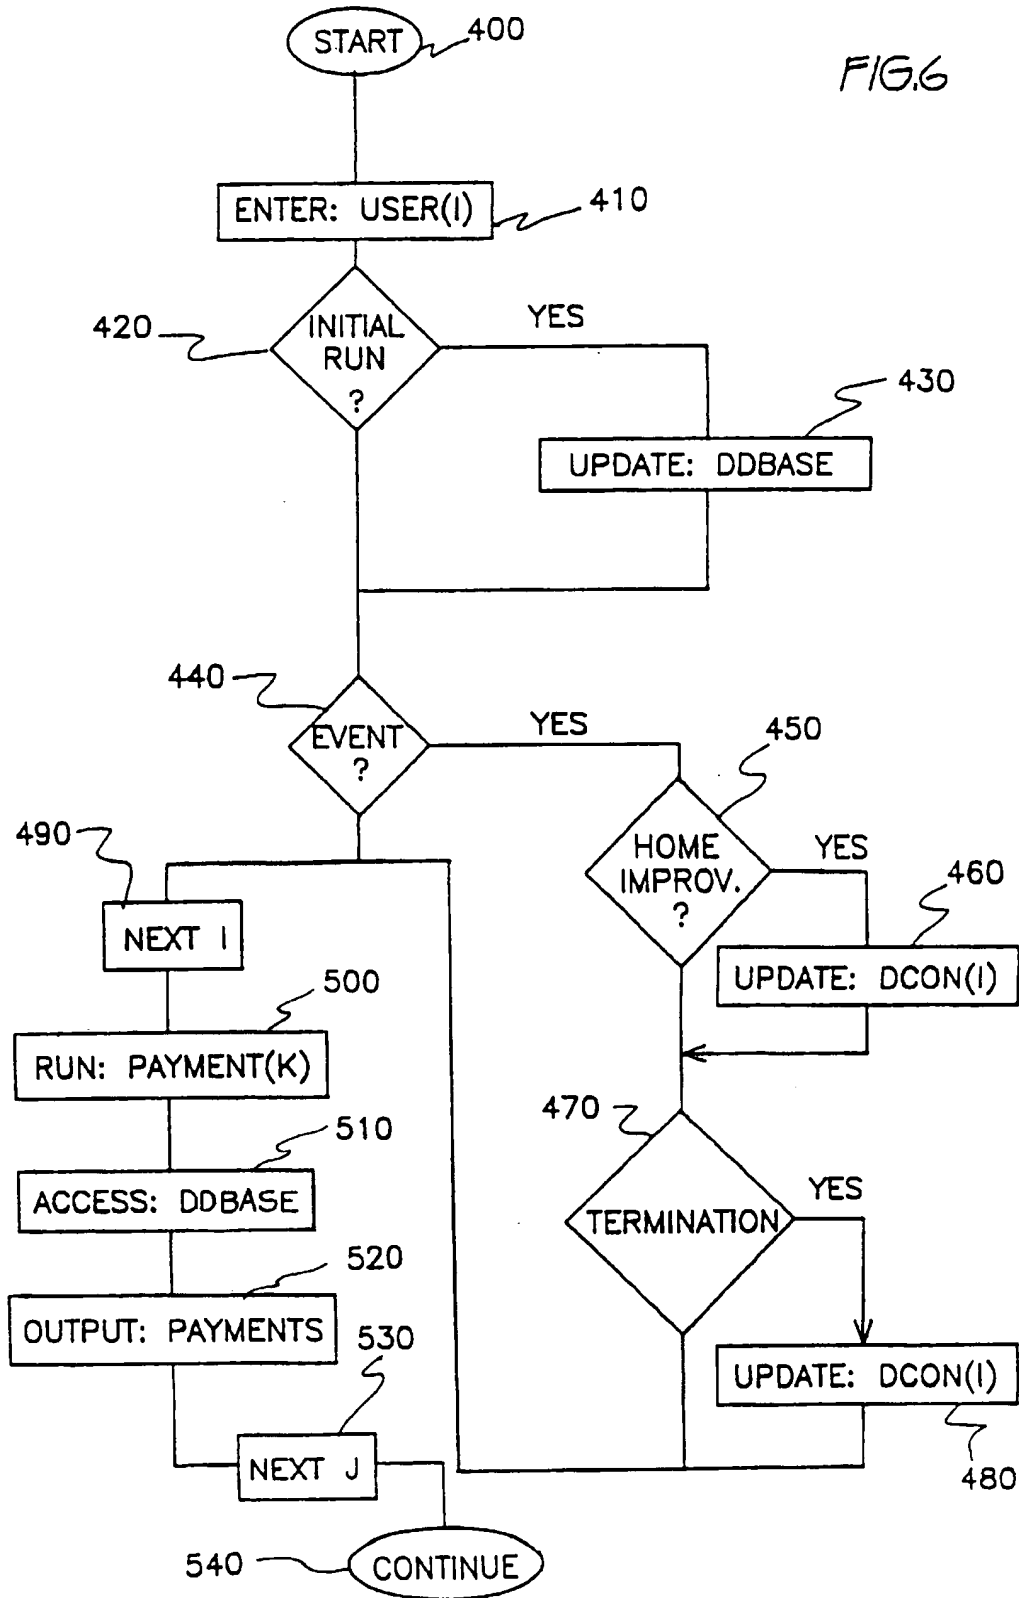 START
400
FIG.6
ENTER: USER(I)
410
420
INITIAL
RUN
?
YES
430
UPDATE: DDBASE
440
EVENT
?
YES
450
HOME
IMPROV.
?
YES
460
UPDATE: DCON(I)
490
NEXT I
500
RUN: PAYMENT(K)
470
TERMINATION
YES
510
ACCESS: DDBASE
520
OUTPUT: PAYMENTS
530
UPDATE: DCON(I)
480
NEXT J
540
CONTINUE